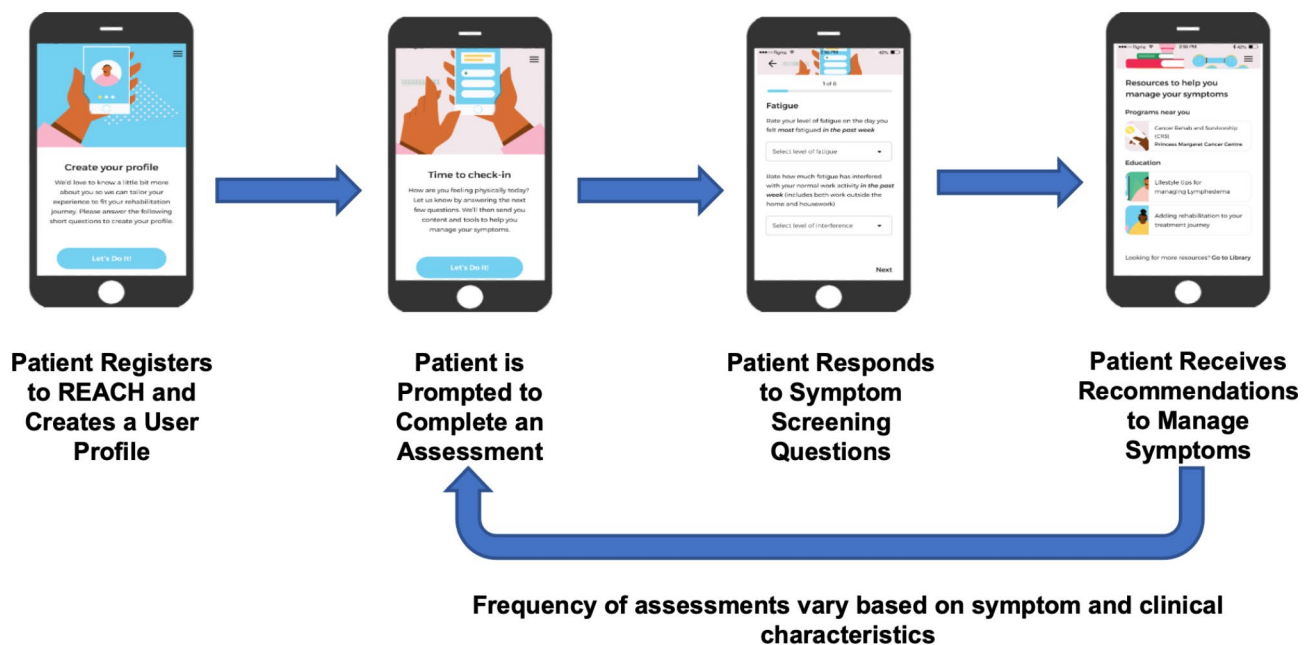 Create your profile
We'd love to know a little bit more
about you so we can tailor your
experience to fit your rehabilitation
journey. Please answer the following
short questions to create your profile.
Let's Do It!
Patient Registers
to REACH and
Creates a User
Profile
Time to check-in
How are you feeling physically today?
Let us know by answering the next
few questions. We'll then send you
content and tools to help you
manage your symptoms.
Let's Do It!
Patient is
Prompted to
Complete an
Assessment
42%
1 of 6
Fatigue
Rate your level of fatigue on the day you
felt most fatigued in the past week
Select level of fatigue
Rate how much fatigue has interfered
with your normal work activity in the past
week (includes both work outside the
home and housework)
Select level of interference
Next
Patient Responds
to Symptom
Screening
Questions
figma 2:50 PM 42%
Resources to help you
manage your symptoms
Programs near you
Cancer Rehab and Survivorship
(CRS)
Princess Margaret Cancer Centre
Education
Lifestyle tips for
managing Lymphedema
Adding rehabilitation to your
treatment journey
Looking for more resources? Go to Library
Patient Receives
Recommendations
to Manage
Symptoms
Frequency of assessments vary based on symptom and clinical
characteristics